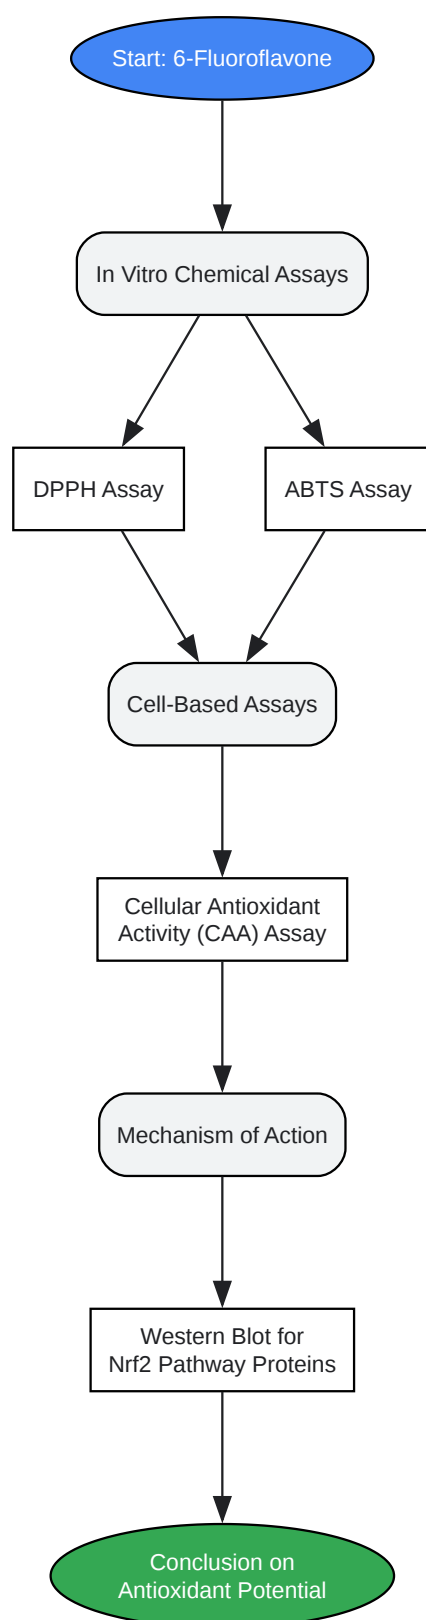 Start: 6-Fluoroflavone
In Vitro Chemical Assays
DPPH Assay
ABTS Assay
Cell-Based Assays
Cellular Antioxidant
Activity (CAA) Assay
Mechanism of Action
Western Blot for
Nrf2 Pathway Proteins
Conclusion on
Antioxidant Potential